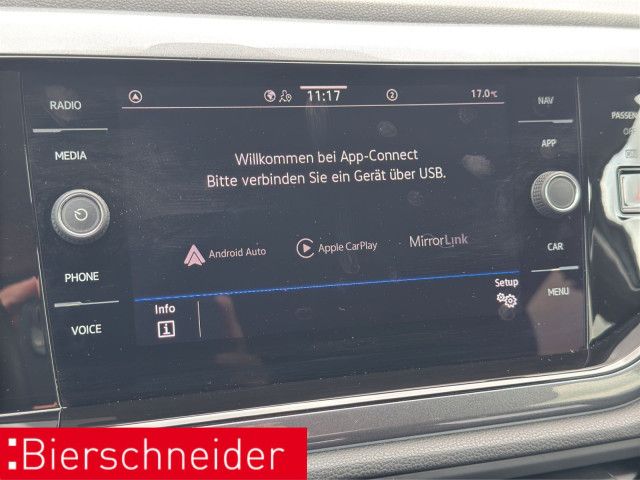 RADIO
MEDIA
PHONE
VOICE
11:17
2
17.0°C
Willkommen bei App-Connect
Bitte verbinden Sie ein Gerät über USB.
Android Auto
Apple CarPlay
MirrorLink
Info
Setup
NAV
APP
CAR
MENU
Bierschneider